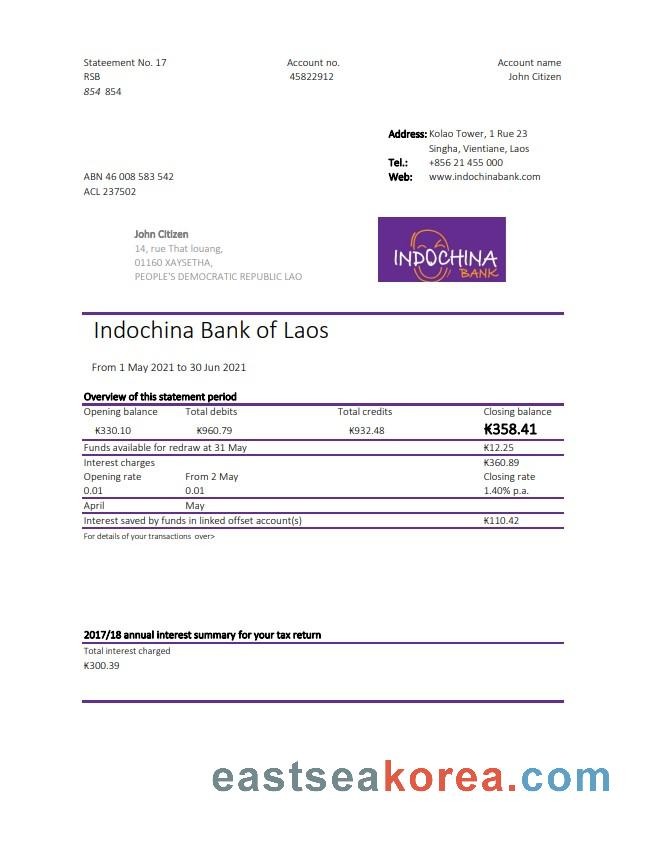 Stateement No. 17
RSB
854 854
Account no.
45822912
Account name
John Citizen
Address: Kolao Tower, 1 Rue 23
Singha, Vientiane, Laos
Tel.: +856 21 455 000
Web: www.indochinabank.com
ABN 46 008 583 542
ACL 237502
John Citizen
14, rue That louang,
01160 XAYSETHA,
PEOPLE'S DEMOCRATIC REPUBLIC LAO
INDOCHINA
BANK
Indochina Bank of Laos
From 1 May 2021 to 30 Jun 2021
Overview of this statement period
Opening balance Total debits Total credits Closing balance
₭330.10 ₭960.79 ₭932.48 ₭358.41
Funds available for redraw at 31 May ₭12.25
Interest charges ₭360.89
Opening rate From 2 May Closing rate
0.01 0.01 1.40% p.a.
April May
Interest saved by funds in linked offset account(s) ₭110.42
For details of your transactions over>
2017/18 annual interest summary for your tax return
Total interest charged
₭300.39
eastseakorea.com